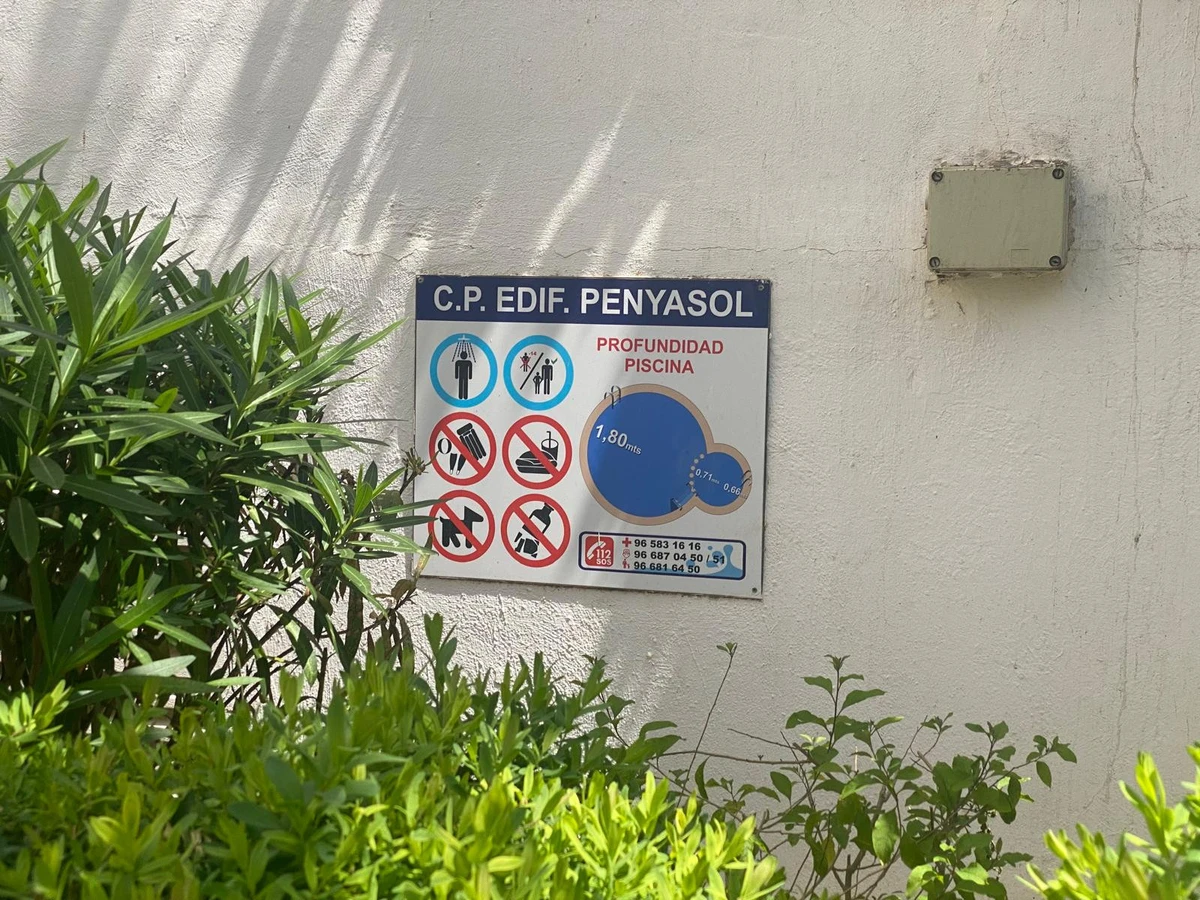 C.P. EDIF. PENYASOL
PROFUNDIDAD
PISCINA
1,80mts
0,71mts 0.66
112
SOS
96 583 16 16
96 687 04 50 / 51
96 681 64 50